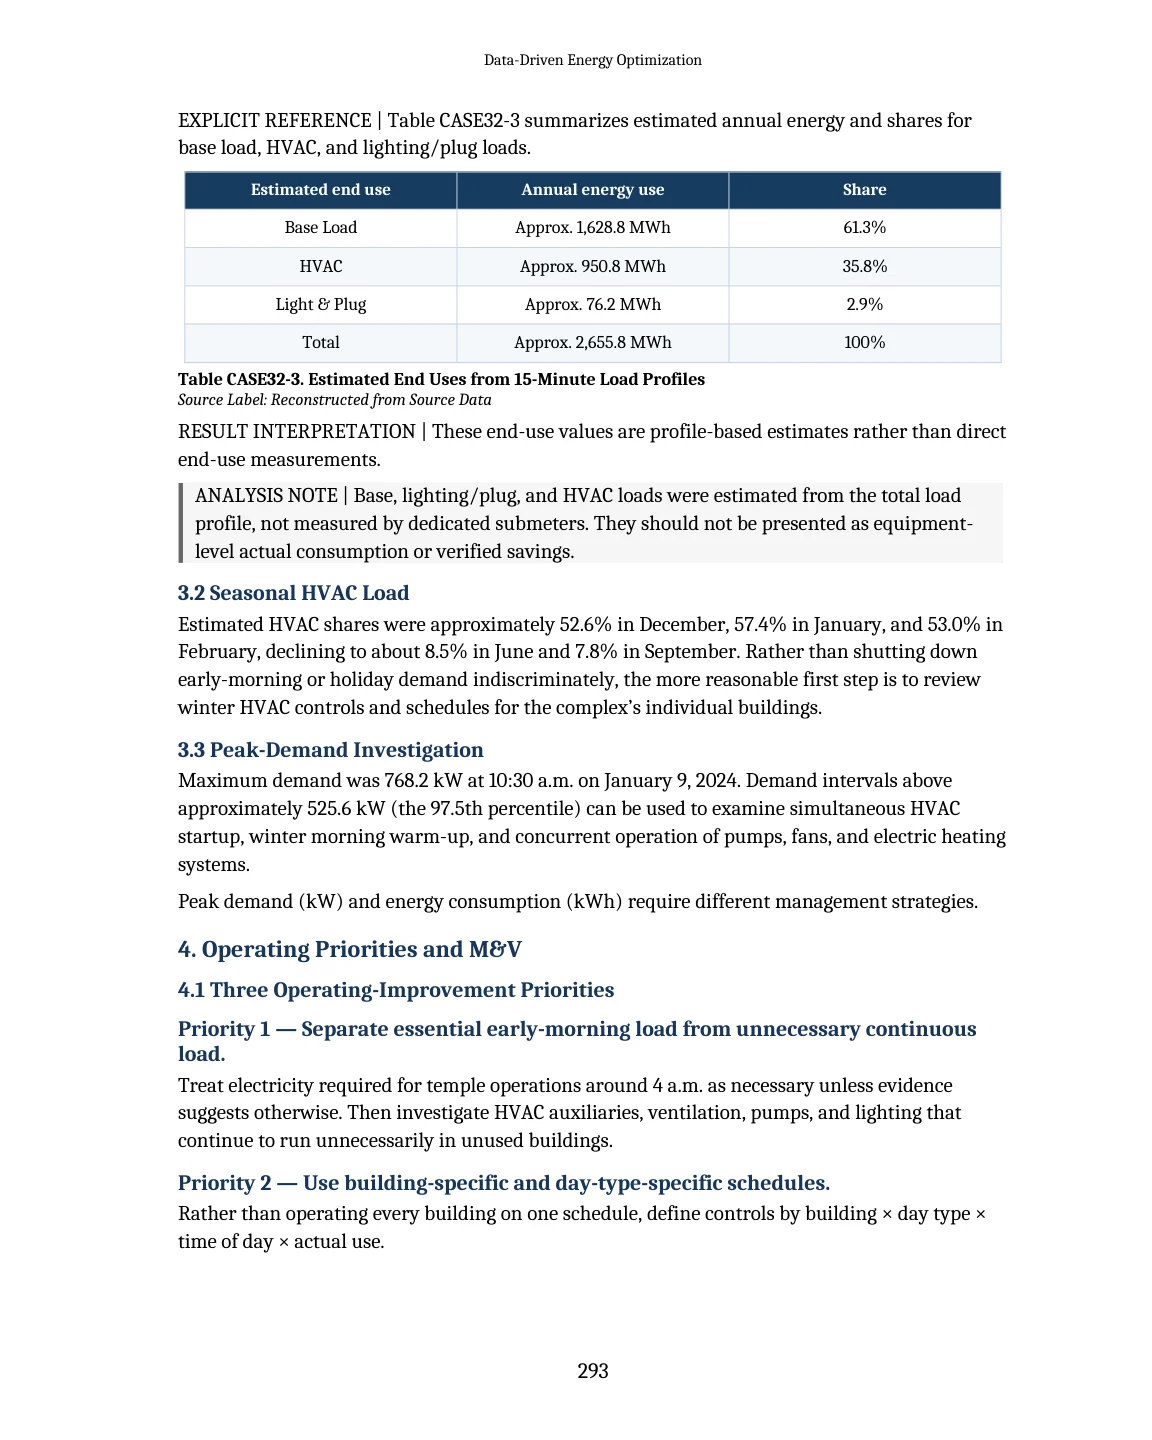 Data-Driven Energy Optimization
EXPLICIT REFERENCE | Table CASE32-3 summarizes estimated annual energy and shares for
base load, HVAC, and lighting/plug loads.
Estimated end use Annual energy use Share
Base Load Approx. 1,628.8 MWh 61.3%
HVAC Approx. 950.8 MWh 35.8%
Light & Plug Approx. 76.2 MWh 2.9%
Total Approx. 2,655.8 MWh 100%
Table CASE32-3. Estimated End Uses from 15-Minute Load Profiles
Source Label: Reconstructed from Source Data
RESULT INTERPRETATION | These end-use values are profile-based estimates rather than direct
end-use measurements.
ANALYSIS NOTE | Base, lighting/plug, and HVAC loads were estimated from the total load
profile, not measured by dedicated submeters. They should not be presented as equipment-
level actual consumption or verified savings.
3.2 Seasonal HVAC Load
Estimated HVAC shares were approximately 52.6% in December, 57.4% in January, and 53.0% in
February, declining to about 8.5% in June and 7.8% in September. Rather than shutting down
early-morning or holiday demand indiscriminately, the more reasonable first step is to review
winter HVAC controls and schedules for the complex’s individual buildings.
3.3 Peak-Demand Investigation
Maximum demand was 768.2 kW at 10:30 a.m. on January 9, 2024. Demand intervals above
approximately 525.6 kW (the 97.5th percentile) can be used to examine simultaneous HVAC
startup, winter morning warm-up, and concurrent operation of pumps, fans, and electric heating
systems.
Peak demand (kW) and energy consumption (kWh) require different management strategies.
4. Operating Priorities and M&V
4.1 Three Operating-Improvement Priorities
Priority 1 — Separate essential early-morning load from unnecessary continuous
load.
Treat electricity required for temple operations around 4 a.m. as necessary unless evidence
suggests otherwise. Then investigate HVAC auxiliaries, ventilation, pumps, and lighting that
continue to run unnecessarily in unused buildings.
Priority 2 — Use building-specific and day-type-specific schedules.
Rather than operating every building on one schedule, define controls by building × day type ×
time of day × actual use.
293